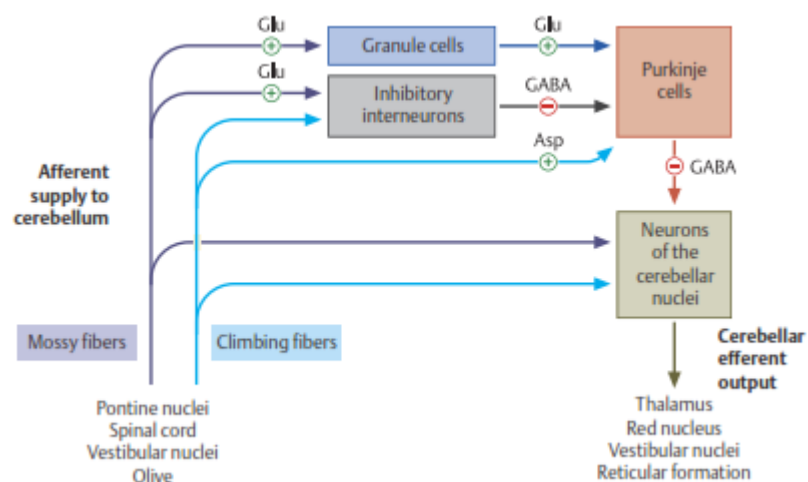 Glu
Granule cells
Glu
Purkinje
cells
Glu
Inhibitory
interneurons
GABA
Asp
GABA
Afferent
supply to
cerebellum
Neurons
of the
cerebellar
nuclei
Mossy fibers
Climbing fibers
Cerebellar
efferent
output
Pontine nuclei
Spinal cord
Vestibular nuclei
Olive
Thalamus
Red nucleus
Vestibular nuclei
Reticular formation